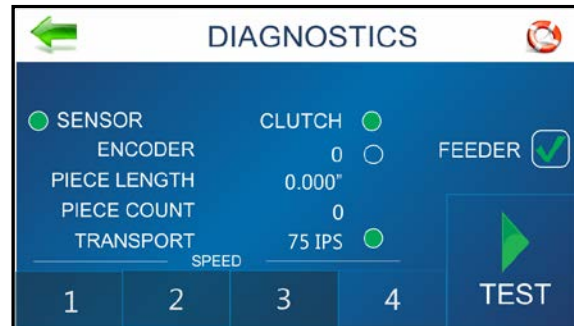 DIAGNOSTICS
SENSOR CLUTCH
ENCODER 0
FEEDER
PIECE LENGTH 0.000"
PIECE COUNT 0
TRANSPORT 75 IPS
SPEED
1 2 3 4 TEST